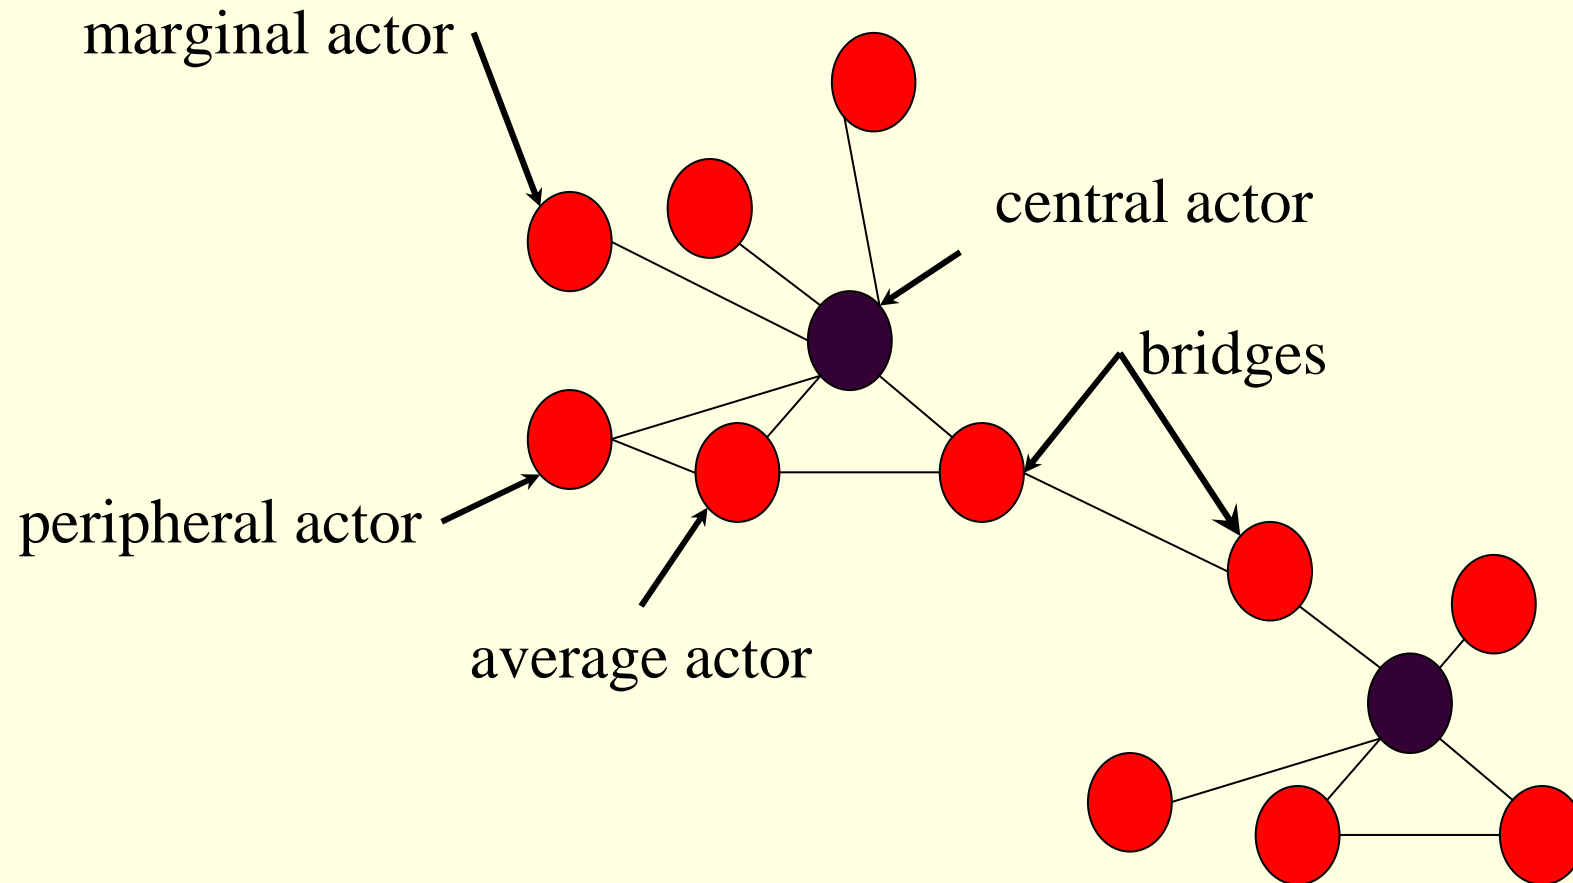 marginal actor
central actor
bridges
peripheral actor
average actor